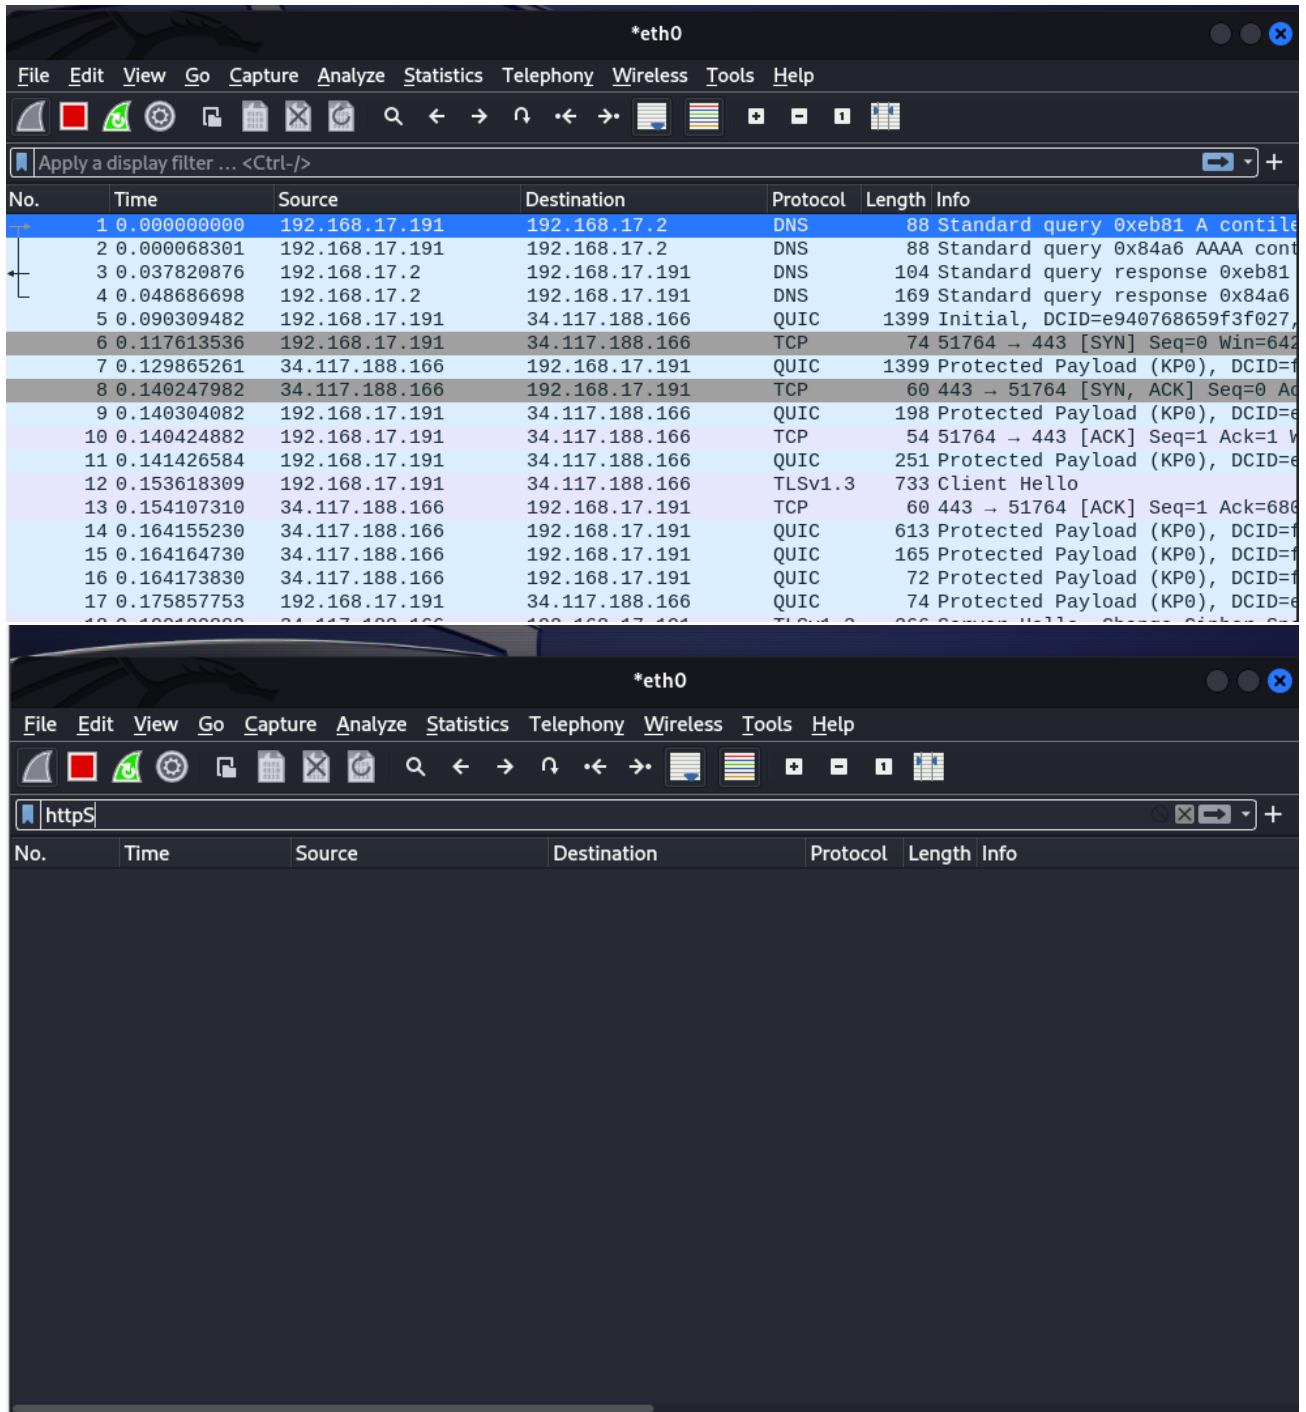 *eth0
File Edit View Go Capture Analyze Statistics Telephony Wireless Tools Help
Apply a display filter … <Ctrl-/>
No. Time Source Destination Protocol Length Info
1 0.000000000 192.168.17.191 192.168.17.2 DNS 88 Standard query 0xeb81 A contile
2 0.000068301 192.168.17.191 192.168.17.2 DNS 88 Standard query 0x84a6 AAAA cont
3 0.037820876 192.168.17.2 192.168.17.191 DNS 104 Standard query response 0xeb81
4 0.048686698 192.168.17.2 192.168.17.191 DNS 169 Standard query response 0x84a6
5 0.090309482 192.168.17.191 34.117.188.166 QUIC 1399 Initial, DCID=e940768659f3f027,
6 0.117613536 192.168.17.191 34.117.188.166 TCP 74 51764 → 443 [SYN] Seq=0 Win=642
7 0.129865261 34.117.188.166 192.168.17.191 QUIC 1399 Protected Payload (KP0), DCID=f
8 0.140247982 34.117.188.166 192.168.17.191 TCP 60 443 → 51764 [SYN, ACK] Seq=0 Ac
9 0.140304082 192.168.17.191 34.117.188.166 QUIC 198 Protected Payload (KP0), DCID=e
10 0.140424882 192.168.17.191 34.117.188.166 TCP 54 51764 → 443 [ACK] Seq=1 Ack=1 W
11 0.141426584 192.168.17.191 34.117.188.166 QUIC 251 Protected Payload (KP0), DCID=e
12 0.153618309 192.168.17.191 34.117.188.166 TLSv1.3 733 Client Hello
13 0.154107310 34.117.188.166 192.168.17.191 TCP 60 443 → 51764 [ACK] Seq=1 Ack=680
14 0.164155230 34.117.188.166 192.168.17.191 QUIC 613 Protected Payload (KP0), DCID=f
15 0.164164730 34.117.188.166 192.168.17.191 QUIC 165 Protected Payload (KP0), DCID=f
16 0.164173830 34.117.188.166 192.168.17.191 QUIC 72 Protected Payload (KP0), DCID=f
17 0.175857753 192.168.17.191 34.117.188.166 QUIC 74 Protected Payload (KP0), DCID=e
*eth0
File Edit View Go Capture Analyze Statistics Telephony Wireless Tools Help
httpS
No. Time Source Destination Protocol Length Info